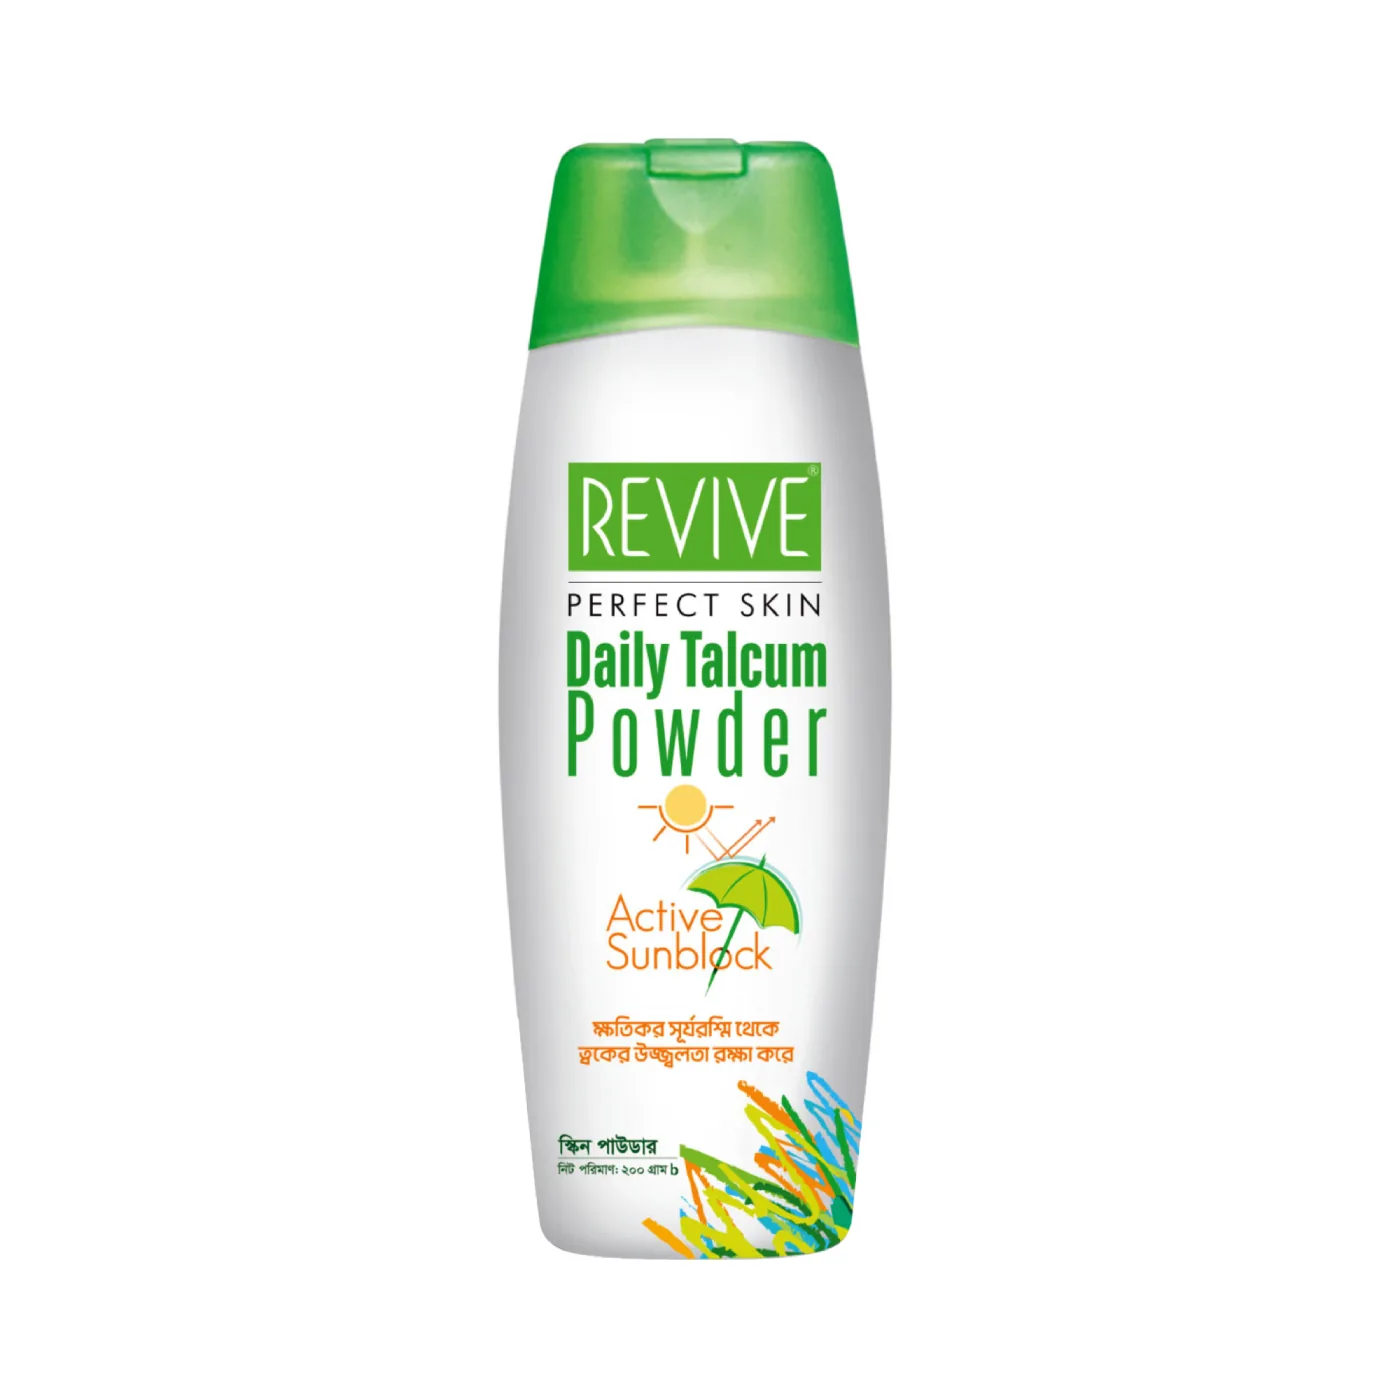 REVIVE®
PERFECT SKIN
Daily Talcum
Powder
Active
Sunblock
ক্ষতিকর সূর্যরশ্মি থেকে
ত্বকের উজ্জ্বলতা রক্ষা করে
স্কিন পাউডার
নিট পরিমাণ: ২০০ গ্রাম b